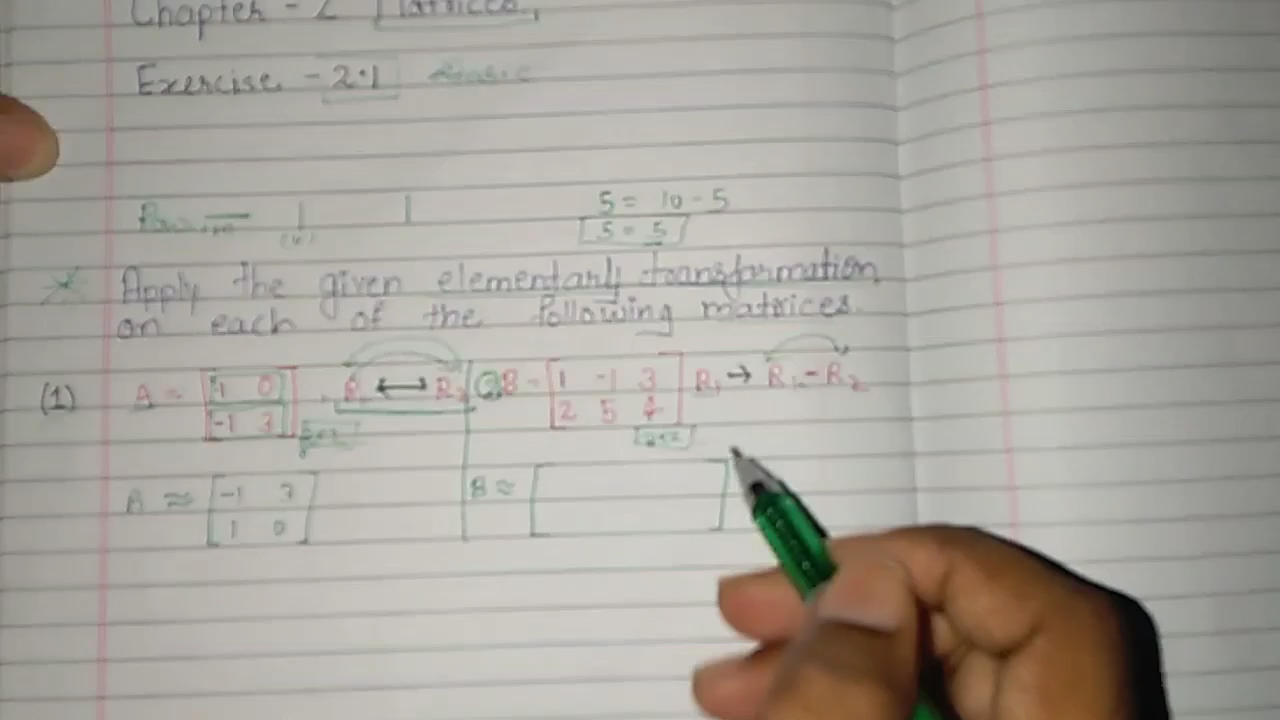 Chapter - 2 Matrices,
Exercise - 2.1
5 = 10 - 5
5 = 5
Apply the given elementary transformation
on each of the following matrices.
(1) A = [1 0 , R₁ ⟷ R₂ B = [1 -1 3] R₁ → R₁ - R₂
-1 3] 2 5 4
A ≈ [-1 3] B ≈ [ ]
1 0